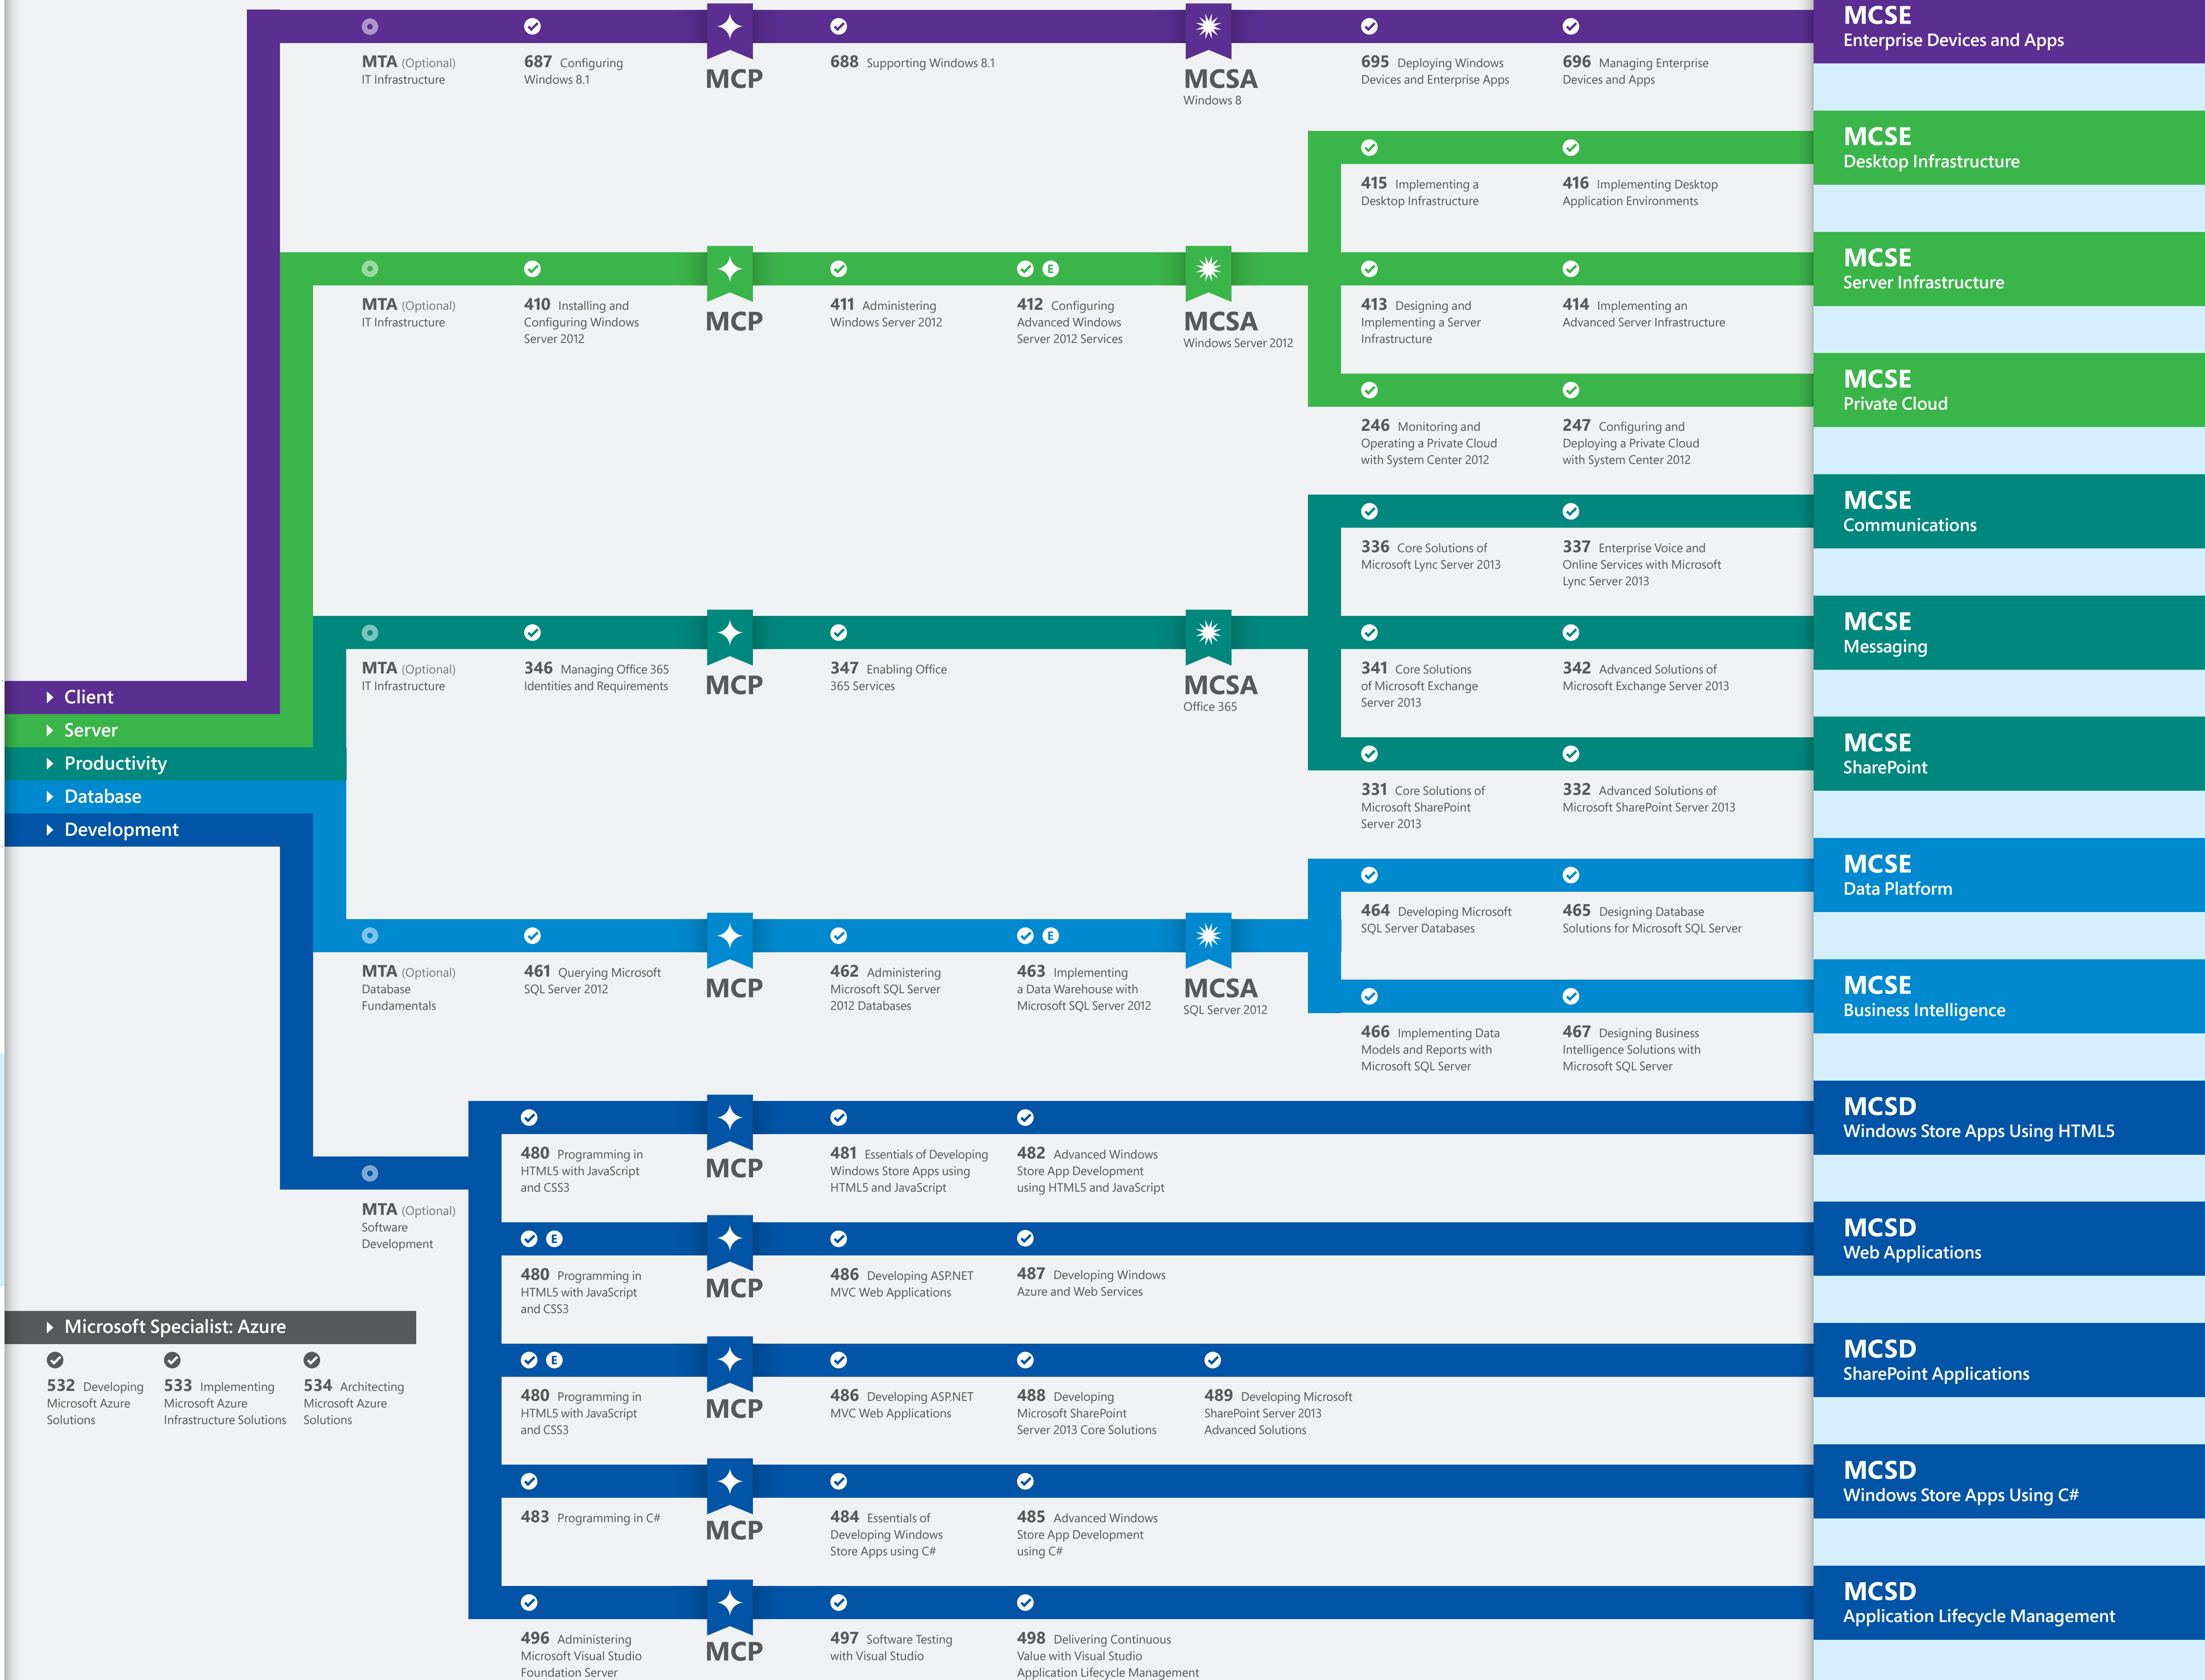 MTA (Optional)
IT Infrastructure
687 Configuring
Windows 8.1
MCP
688 Supporting Windows 8.1
MCSA
Windows 8
695 Deploying Windows
Devices and Enterprise Apps
696 Managing Enterprise
Devices and Apps
MCSE
Enterprise Devices and Apps
415 Implementing a
Desktop Infrastructure
416 Implementing Desktop
Application Environments
MCSE
Desktop Infrastructure
MTA (Optional)
IT Infrastructure
410 Installing and
Configuring Windows
Server 2012
MCP
411 Administering
Windows Server 2012
E
412 Configuring
Advanced Windows
Server 2012 Services
MCSA
Windows Server 2012
413 Designing and
Implementing a Server
Infrastructure
414 Implementing an
Advanced Server Infrastructure
MCSE
Server Infrastructure
246 Monitoring and
Operating a Private Cloud
with System Center 2012
247 Configuring and
Deploying a Private Cloud
with System Center 2012
MCSE
Private Cloud
336 Core Solutions of
Microsoft Lync Server 2013
337 Enterprise Voice and
Online Services with Microsoft
Lync Server 2013
MCSE
Communications
MTA (Optional)
IT Infrastructure
346 Managing Office 365
Identities and Requirements
MCP
347 Enabling Office
365 Services
MCSA
Office 365
341 Core Solutions
of Microsoft Exchange
Server 2013
342 Advanced Solutions of
Microsoft Exchange Server 2013
MCSE
Messaging
Client
Server
Productivity
Database
Development
331 Core Solutions of
Microsoft SharePoint
Server 2013
332 Advanced Solutions of
Microsoft SharePoint Server 2013
MCSE
SharePoint
464 Developing Microsoft
SQL Server Databases
465 Designing Database
Solutions for Microsoft SQL Server
MCSE
Data Platform
MTA (Optional)
Database
Fundamentals
461 Querying Microsoft
SQL Server 2012
MCP
462 Administering
Microsoft SQL Server
2012 Databases
E
463 Implementing
a Data Warehouse with
Microsoft SQL Server 2012
MCSA
SQL Server 2012
466 Implementing Data
Models and Reports with
Microsoft SQL Server
467 Designing Business
Intelligence Solutions with
Microsoft SQL Server
MCSE
Business Intelligence
MTA (Optional)
Software
Development
480 Programming in
HTML5 with JavaScript
and CSS3
MCP
481 Essentials of Developing
Windows Store Apps using
HTML5 and JavaScript
482 Advanced Windows
Store App Development
using HTML5 and JavaScript
MCSD
Windows Store Apps Using HTML5
E
480 Programming in
HTML5 with JavaScript
and CSS3
MCP
486 Developing ASP.NET
MVC Web Applications
487 Developing Windows
Azure and Web Services
MCSD
Web Applications
Microsoft Specialist: Azure
532 Developing
Microsoft Azure
Solutions
533 Implementing
Microsoft Azure
Infrastructure Solutions
534 Architecting
Microsoft Azure
Solutions
E
480 Programming in
HTML5 with JavaScript
and CSS3
MCP
486 Developing ASP.NET
MVC Web Applications
488 Developing
Microsoft SharePoint
Server 2013 Core Solutions
489 Developing Microsoft
SharePoint Server 2013
Advanced Solutions
MCSD
SharePoint Applications
483 Programming in C#
MCP
484 Essentials of
Developing Windows
Store Apps using C#
485 Advanced Windows
Store App Development
using C#
MCSD
Windows Store Apps Using C#
496 Administering
Microsoft Visual Studio
Foundation Server
MCP
497 Software Testing
with Visual Studio
498 Delivering Continuous
Value with Visual Studio
Application Lifecycle Management
MCSD
Application Lifecycle Management